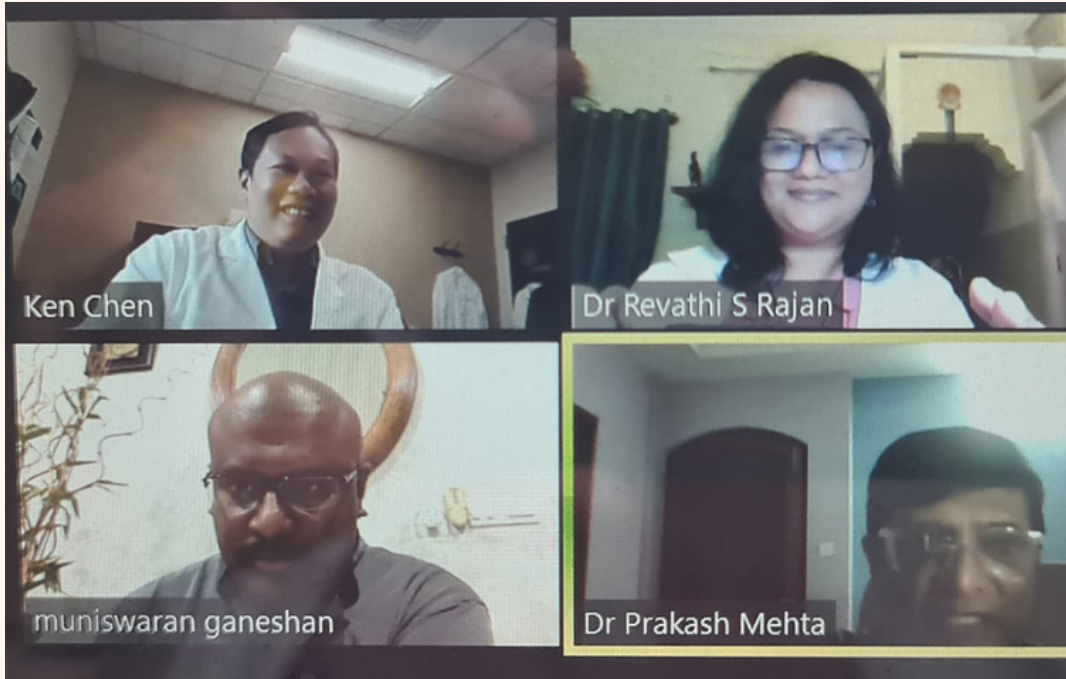 Ken Chen
Dr Revathi S Rajan
muniswaran ganeshan
Dr Prakash Mehta